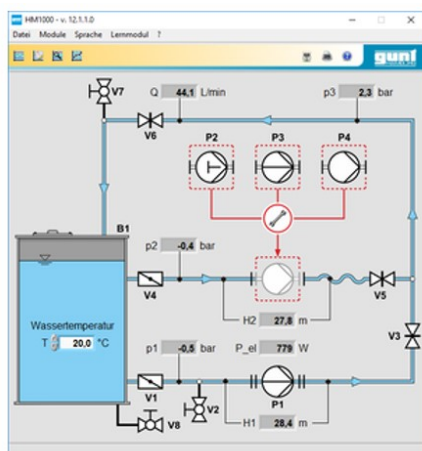 HM1000 - v. 12.1.1.0
Datei Module Sprache Lernmodul ?
gunt
V7
Q 44,1 L/min
p3 2,3 bar
V6
P2 P3 P4
B1
p2 -0,4 bar
V4
V5
H2 27,8 m
V3
Wassertemperatur
T 20,0 °C
p1 -0,5 bar
P_el 779 W
V1
V2
P1
V8
H1 28,4 m